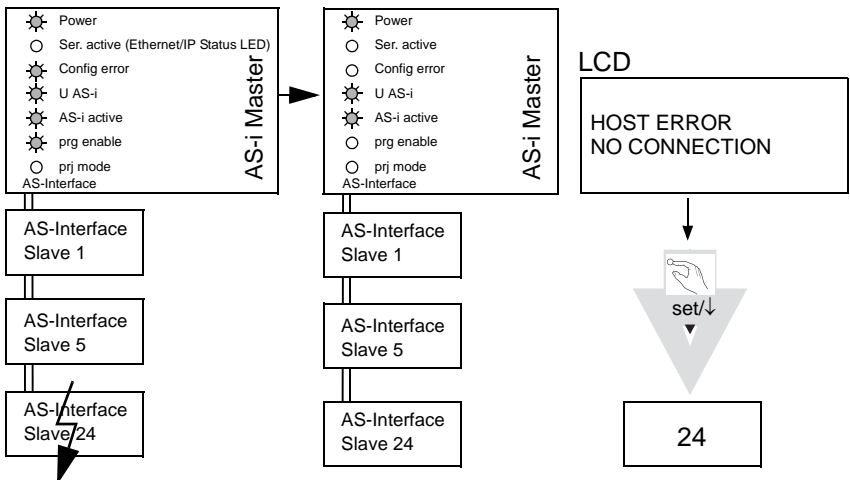 Power
Ser. active (Ethernet/IP Status LED)
Config error
U AS-i
AS-i active
prg enable
prj mode
AS-Interface
AS-i Master
AS-Interface
Slave 1
AS-Interface
Slave 5
AS-Interface
Slave 24
Power
Ser. active
Config error
U AS-i
AS-i active
prg enable
prj mode
AS-Interface
AS-i Master
AS-Interface
Slave 1
AS-Interface
Slave 5
AS-Interface
Slave 24
LCD
HOST ERROR
NO CONNECTION
set/↓
24